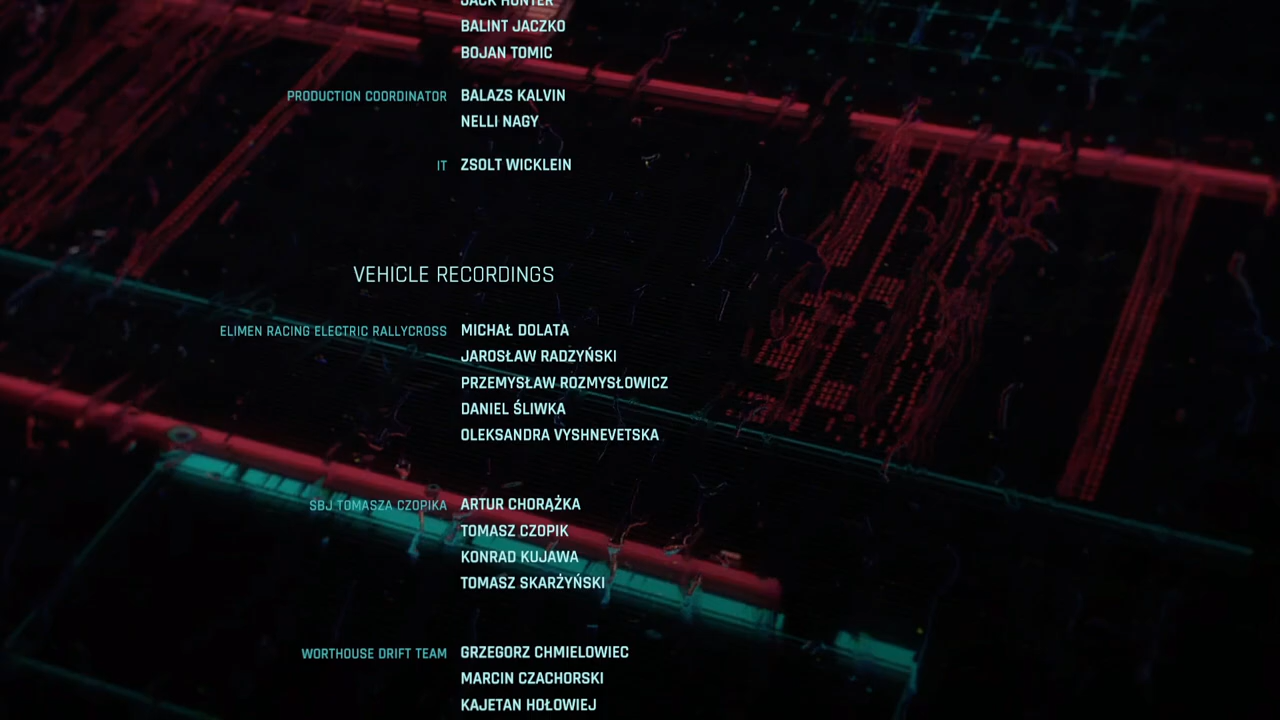 JACK HUNTER
BALINT JACZKO
BOJAN TOMIC
PRODUCTION COORDINATOR BALAZS KALVIN
NELLI NAGY
IT ZSOLT WICKLEIN
VEHICLE RECORDINGS
ELIMEN RACING ELECTRIC RALLYCROSS MICHAŁ DOLATA
JAROSŁAW RADZYŃSKI
PRZEMYSŁAW ROZMYSŁOWICZ
DANIEL ŚLIWKA
OLEKSANDRA VYSHNEVETSKA
SBJ TOMASZA CZOPIKA ARTUR CHORĄŻKA
TOMASZ CZOPIK
KONRAD KUJAWA
TOMASZ SKARŻYŃSKI
WORTHOUSE DRIFT TEAM GRZEGORZ CHMIELOWIEC
MARCIN CZACHORSKI
KAJETAN HOŁOWIEJ